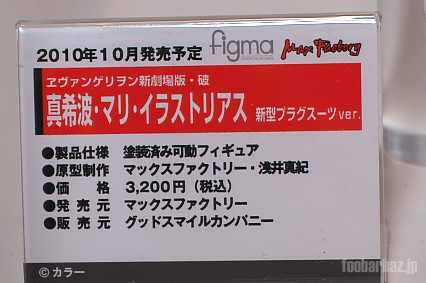 2010年10月発売予定 figma Max Factory
ヱヴァンゲリヲン新劇場版・破
真希波・マリ・イラストリアス 新型プラグスーツver.
●製品仕様 塗装済み可動フィギュア
●原型制作 マックスファクトリー・浅井真紀
●価格 3,200円(税込)
●発売元 マックスファクトリー
●販売元 グッドスマイルカンパニー
©カラー
foobarbaz.jp